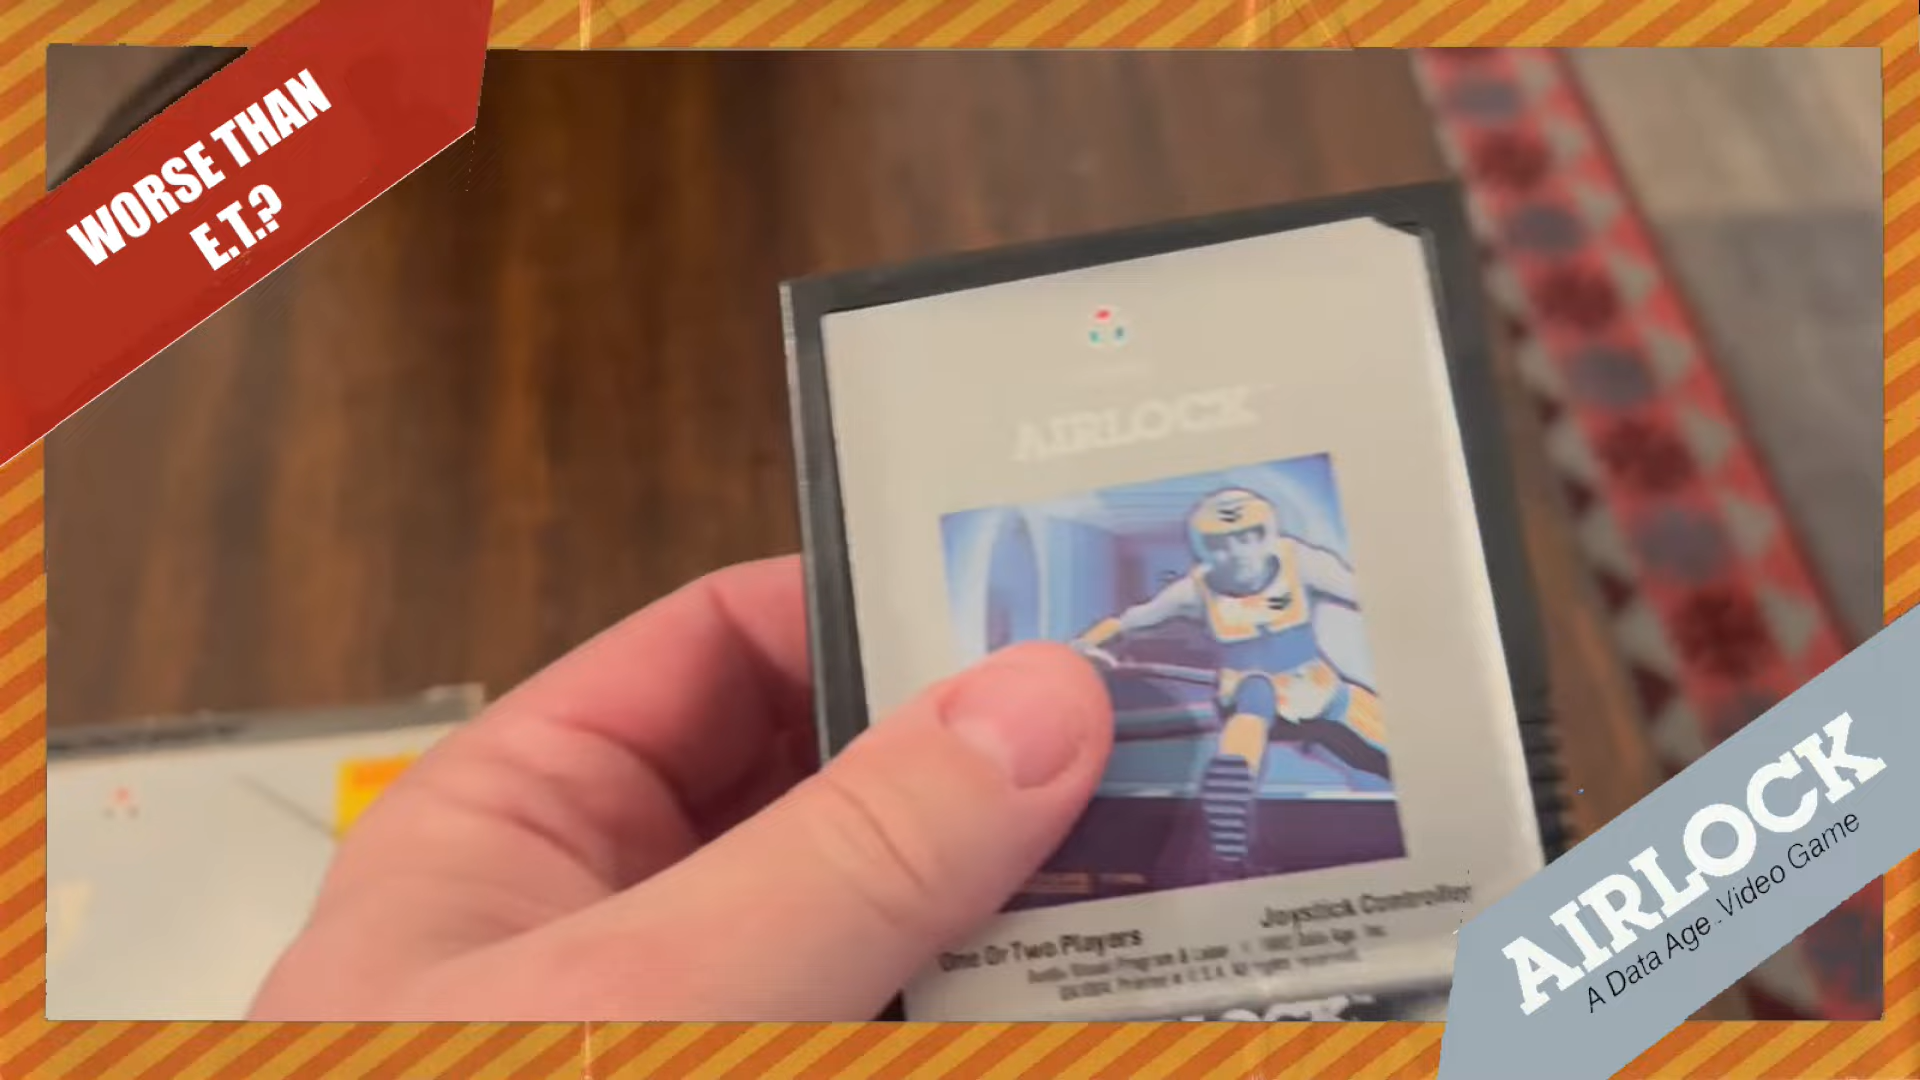 WORSE THAN
E.T.?
AIRLOCK
One Or Two Players
Joystick Controller
AIRLOCK
A Data Age Video Game